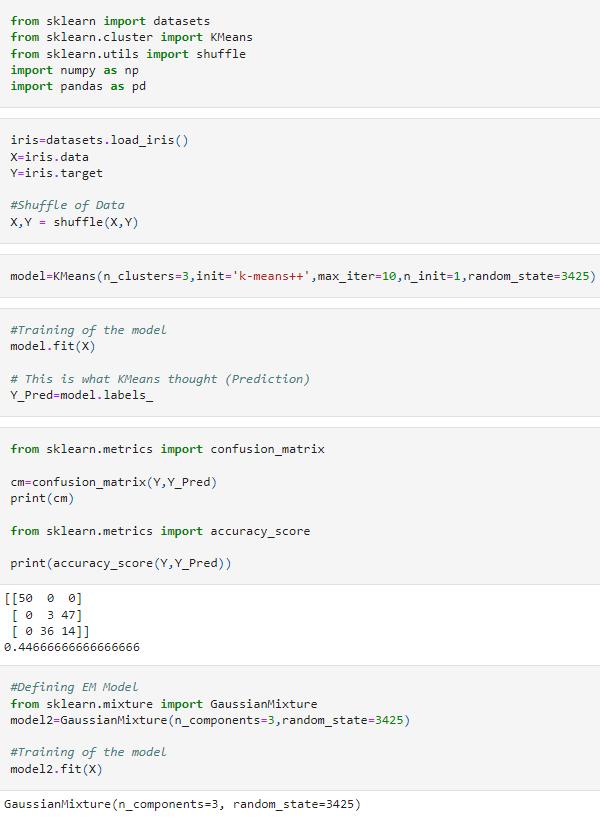 from sklearn import datasets
from sklearn.cluster import KMeans
from sklearn.utils import shuffle
import numpy as np
import pandas as pd
iris=datasets.load_iris()
X=iris.data
Y=iris.target
#Shuffle of Data
X,Y = shuffle(X,Y)
model=KMeans(n_clusters=3,init='k-means++',max_iter=10,n_init=1,random_state=3425)
#Training of the model
model.fit(X)
# This is what KMeans thought (Prediction)
Y_Pred=model.labels_
from sklearn.metrics import confusion_matrix
cm=confusion_matrix(Y,Y_Pred)
print(cm)
from sklearn.metrics import accuracy_score
print(accuracy_score(Y,Y_Pred))
[[50  0  0]
 [ 0  3 47]
 [ 0 36 14]]
0.44666666666666666
#Defining EM Model
from sklearn.mixture import GaussianMixture
model2=GaussianMixture(n_components=3,random_state=3425)
#Training of the model
model2.fit(X)
GaussianMixture(n_components=3, random_state=3425)